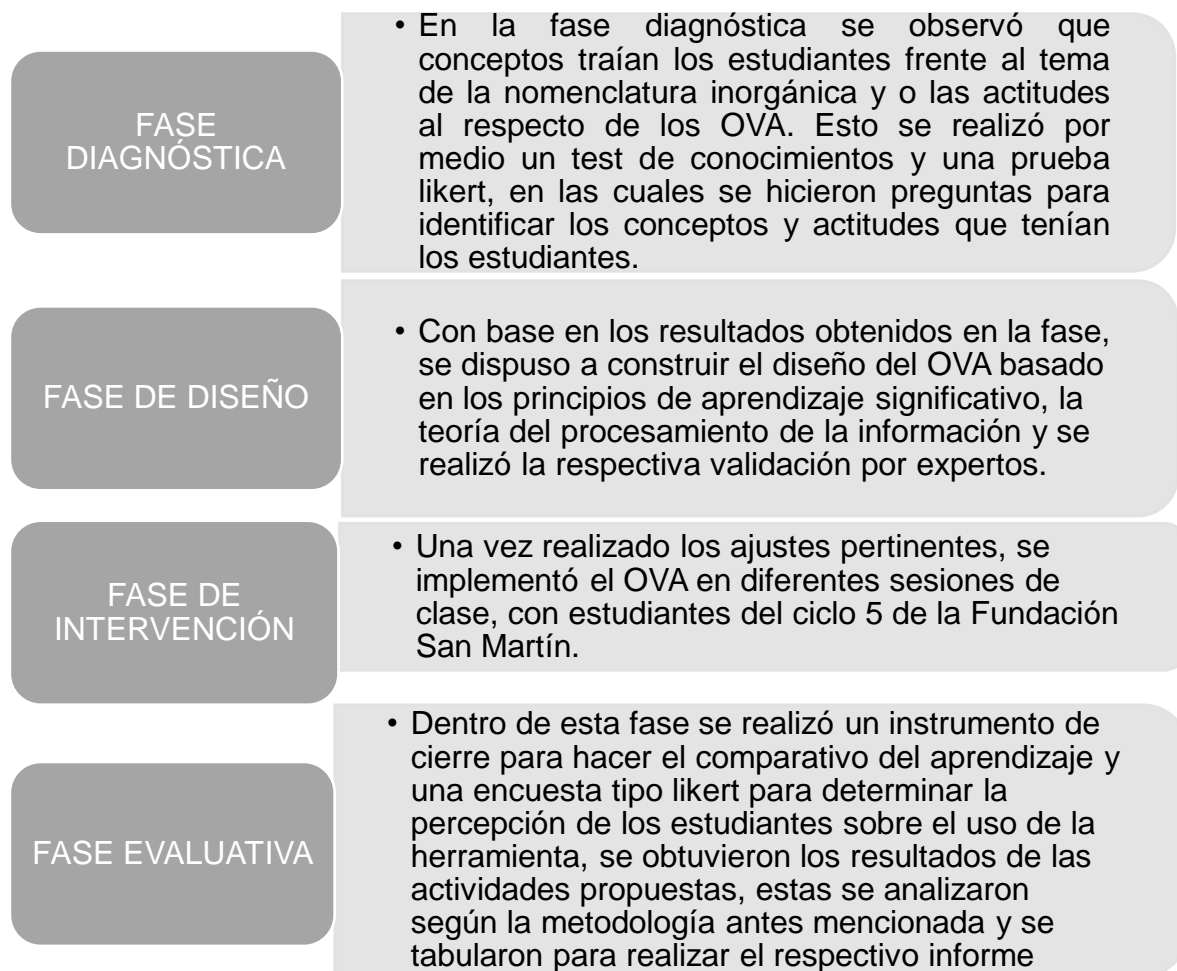 FASE
DIAGNÓSTICA
• En la fase diagnóstica se observó que
conceptos traían los estudiantes frente al tema
de la nomenclatura inorgánica y o las actitudes
al respecto de los OVA. Esto se realizó por
medio un test de conocimientos y una prueba
likert, en las cuales se hicieron preguntas para
identificar los conceptos y actitudes que tenían
los estudiantes.
FASE DE DISEÑO
• Con base en los resultados obtenidos en la fase,
se dispuso a construir el diseño del OVA basado
en los principios de aprendizaje significativo, la
teoría del procesamiento de la información y se
realizó la respectiva validación por expertos.
FASE DE
INTERVENCIÓN
• Una vez realizado los ajustes pertinentes, se
implementó el OVA en diferentes sesiones de
clase, con estudiantes del ciclo 5 de la Fundación
San Martín.
FASE EVALUATIVA
• Dentro de esta fase se realizó un instrumento de
cierre para hacer el comparativo del aprendizaje y
una encuesta tipo likert para determinar la
percepción de los estudiantes sobre el uso de la
herramienta, se obtuvieron los resultados de las
actividades propuestas, estas se analizaron
según la metodología antes mencionada y se
tabularon para realizar el respectivo informe